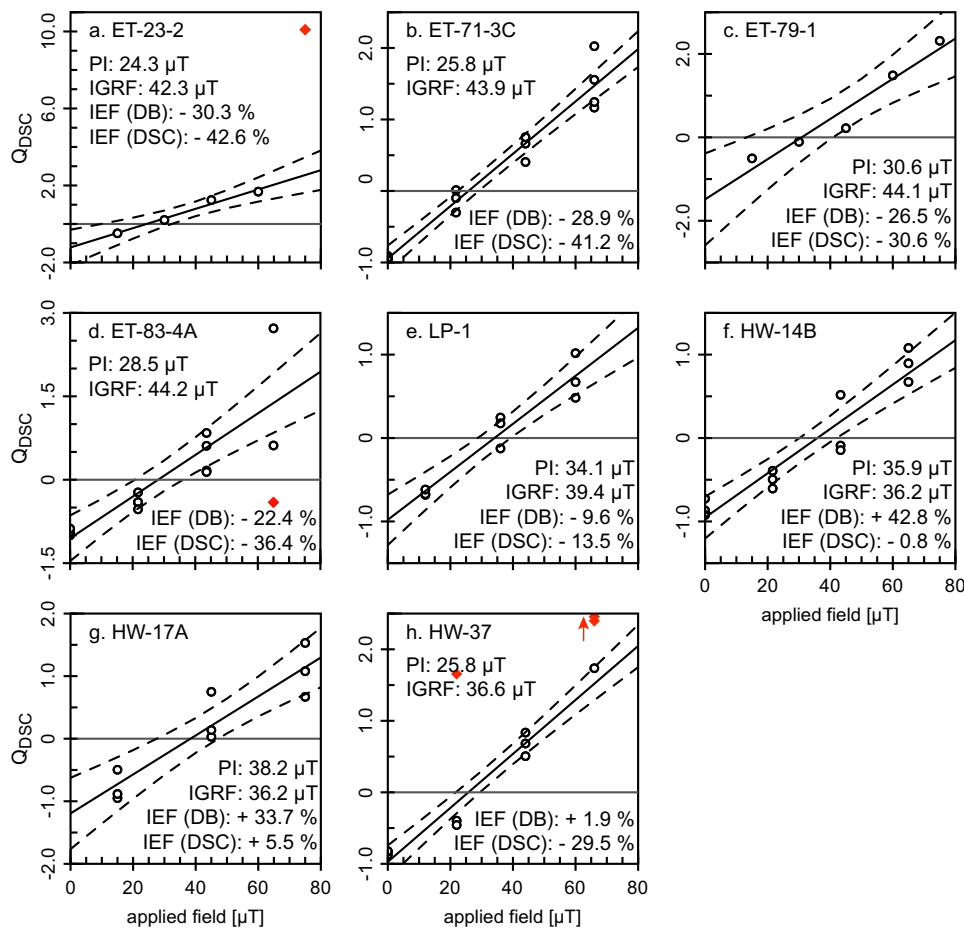 a. ET-23-2
PI: 24.3 µT
IGRF: 42.3 µT
IEF (DB): - 30.3 %
IEF (DSC): - 42.6 %
Q_DSC
10.0
6.0
2.0
-2.0
b. ET-71-3C
PI: 25.8 µT
IGRF: 43.9 µT
IEF (DB): - 28.9 %
IEF (DSC): - 41.2 %
2.0
1.0
0
-1.0
c. ET-79-1
PI: 30.6 µT
IGRF: 44.1 µT
IEF (DB): - 26.5 %
IEF (DSC): - 30.6 %
2.0
0
-2.0
d. ET-83-4A
PI: 28.5 µT
IGRF: 44.2 µT
IEF (DB): - 22.4 %
IEF (DSC): - 36.4 %
Q_DSC
3.0
1.5
0
-1.5
e. LP-1
PI: 34.1 µT
IGRF: 39.4 µT
IEF (DB): - 9.6 %
IEF (DSC): - 13.5 %
1.0
0
-1.0
0 20 40 60 80
applied field [µT]
f. HW-14B
PI: 35.9 µT
IGRF: 36.2 µT
IEF (DB): + 42.8 %
IEF (DSC): - 0.8 %
1.0
0
-1.0
0 20 40 60 80
applied field [µT]
g. HW-17A
PI: 38.2 µT
IGRF: 36.2 µT
IEF (DB): + 33.7 %
IEF (DSC): + 5.5 %
Q_DSC
2.0
1.0
0
-1.0
-2.0
0 20 40 60 80
applied field [µT]
h. HW-37
PI: 25.8 µT
IGRF: 36.6 µT
IEF (DB): + 1.9 %
IEF (DSC): - 29.5 %
2.0
1.0
0
-1.0
0 20 40 60 80
applied field [µT]